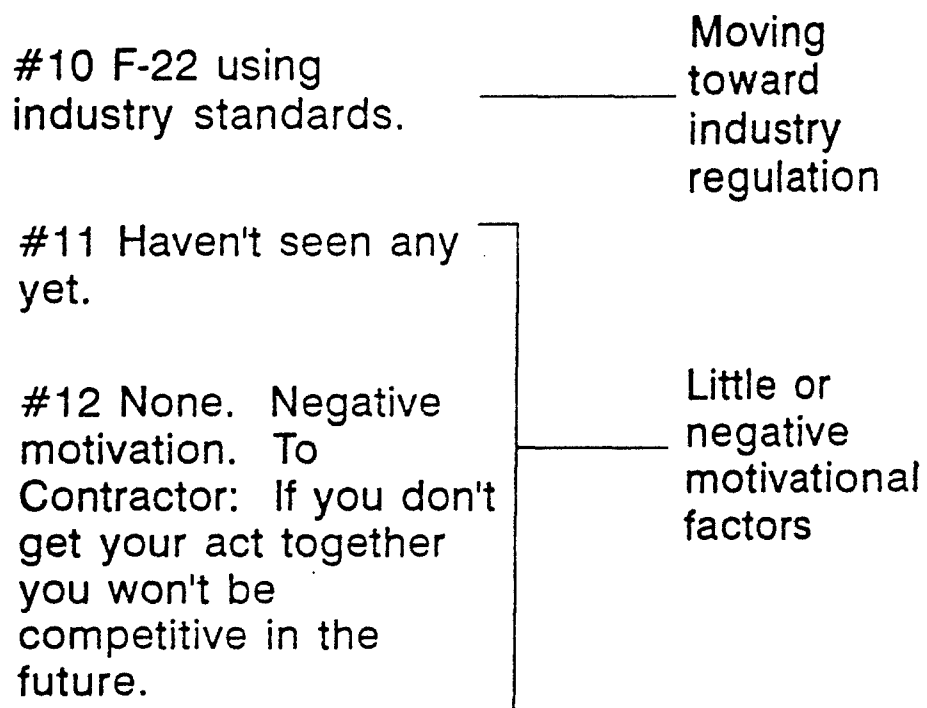 #10 F-22 using
industry standards.
Moving
toward
industry
regulation
#11 Haven't seen any
yet.
#12 None. Negative
motivation. To
Contractor: If you don't
get your act together
you won't be
competitive in the
future.
Little or
negative
motivational
factors